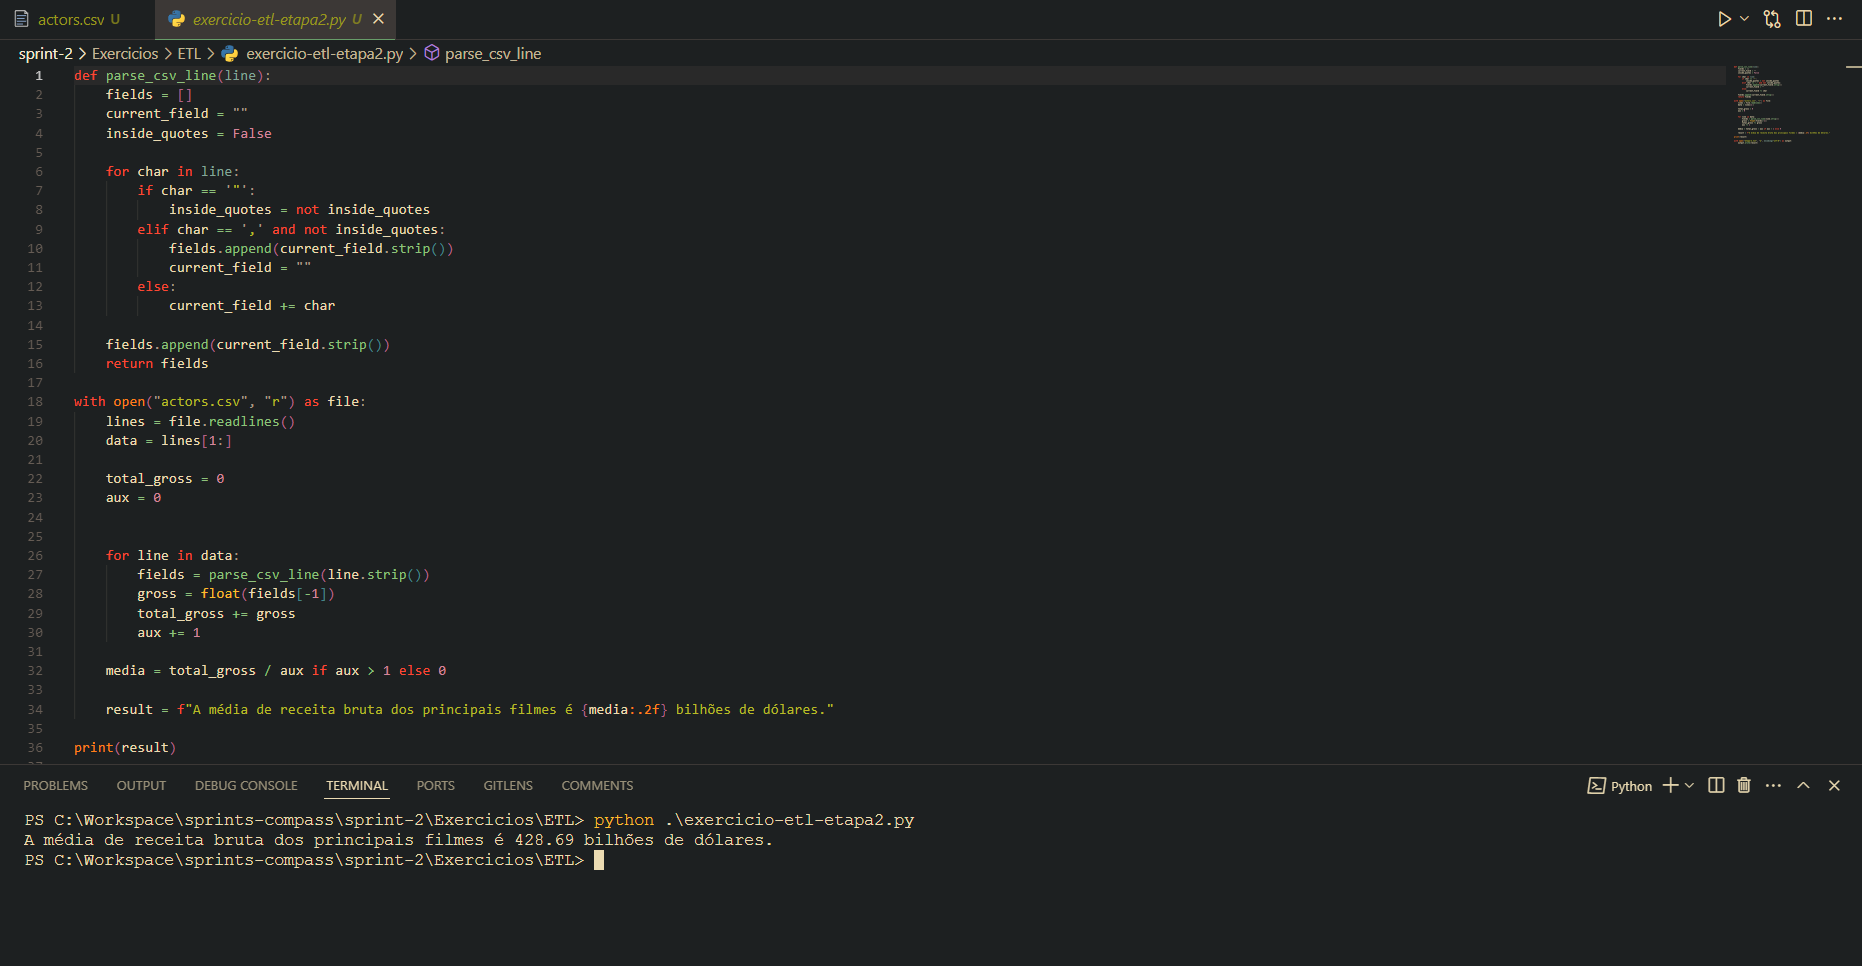 actors.csv U
exercicio-etl-etapa2.py U
sprint-2 > Exercicios > ETL > exercicio-etl-etapa2.py > parse_csv_line
1 def parse_csv_line(line):
2     fields = []
3     current_field = ""
4     inside_quotes = False
5
6     for char in line:
7         if char == '"':
8             inside_quotes = not inside_quotes
9         elif char == ',' and not inside_quotes:
10             fields.append(current_field.strip())
11             current_field = ""
12         else:
13             current_field += char
14
15     fields.append(current_field.strip())
16     return fields
17
18 with open("actors.csv", "r") as file:
19     lines = file.readlines()
20     data = lines[1:]
21
22     total_gross = 0
23     aux = 0
24
25
26     for line in data:
27         fields = parse_csv_line(line.strip())
28         gross = float(fields[-1])
29         total_gross += gross
30         aux += 1
31
32     media = total_gross / aux if aux > 1 else 0
33
34     result = f"A média de receita bruta dos principais filmes é {media:.2f} bilhões de dólares."
35
36 print(result)
PROBLEMS OUTPUT DEBUG CONSOLE TERMINAL PORTS GITLENS COMMENTS Python
PS C:\Workspace\sprints-compass\sprint-2\Exercicios\ETL> python .\exercicio-etl-etapa2.py
A média de receita bruta dos principais filmes é 428.69 bilhões de dólares.
PS C:\Workspace\sprints-compass\sprint-2\Exercicios\ETL>